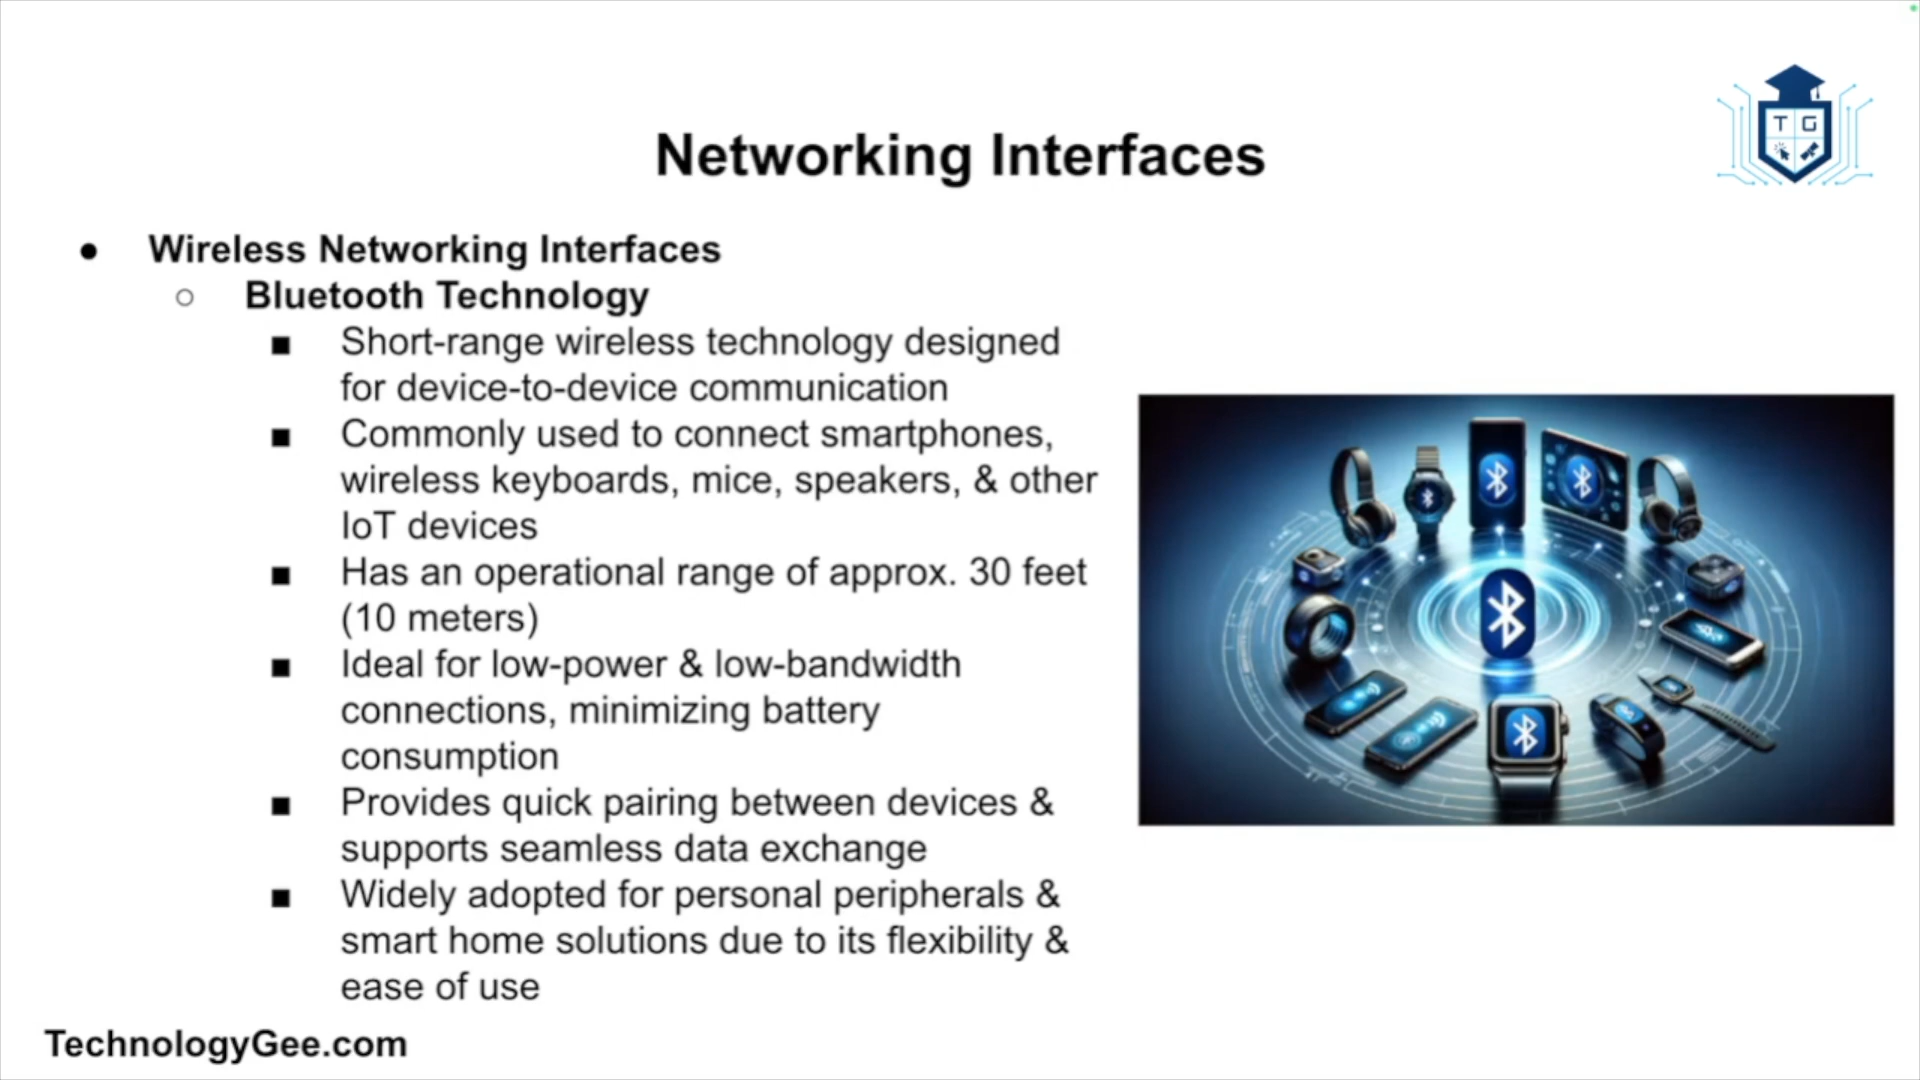 T G
Networking Interfaces
● Wireless Networking Interfaces
○ Bluetooth Technology
■ Short-range wireless technology designed
for device-to-device communication
■ Commonly used to connect smartphones,
wireless keyboards, mice, speakers, & other
IoT devices
■ Has an operational range of approx. 30 feet
(10 meters)
■ Ideal for low-power & low-bandwidth
connections, minimizing battery
consumption
■ Provides quick pairing between devices &
supports seamless data exchange
■ Widely adopted for personal peripherals &
smart home solutions due to its flexibility &
ease of use
TechnologyGee.com